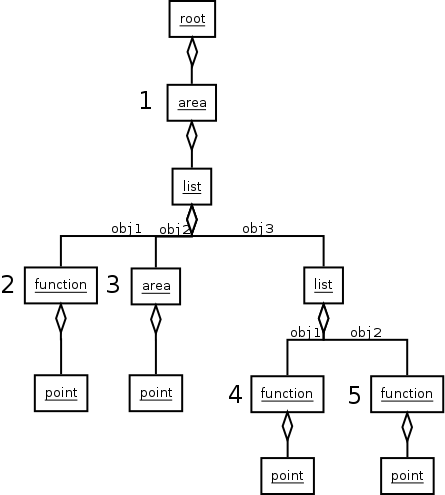 root
1 area
list
obj1 obj2 obj3
2 function 3 area list
obj1 obj2
point point 4 function 5 function
point point